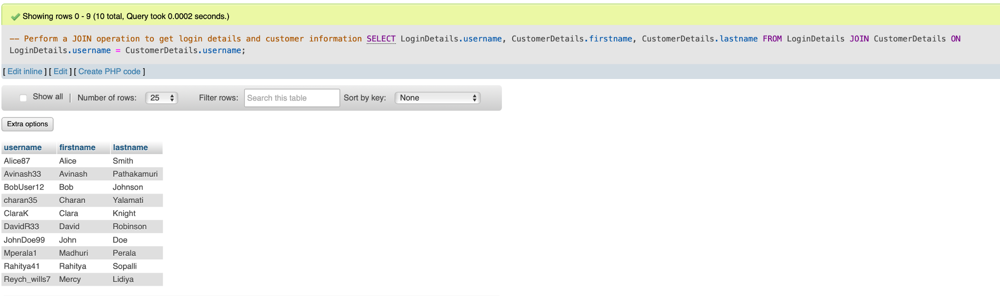 Showing rows 0 - 9 (10 total, Query took 0.0002 seconds.)
-- Perform a JOIN operation to get login details and customer information SELECT LoginDetails.username, CustomerDetails.firstname, CustomerDetails.lastname FROM LoginDetails JOIN CustomerDetails ON
LoginDetails.username = CustomerDetails.username;
[ Edit inline ] [ Edit ] [ Create PHP code ]
Show all | Number of rows: 25 Filter rows: Search this table Sort by key: None
Extra options
username firstname lastname
Alice87 Alice Smith
Avinash33 Avinash Pathakamuri
BobUser12 Bob Johnson
charan35 Charan Yalamati
ClaraK Clara Knight
DavidR33 David Robinson
JohnDoe99 John Doe
Mperala1 Madhuri Perala
Rahitya41 Rahitya Sopalli
Reych_wills7 Mercy Lidiya